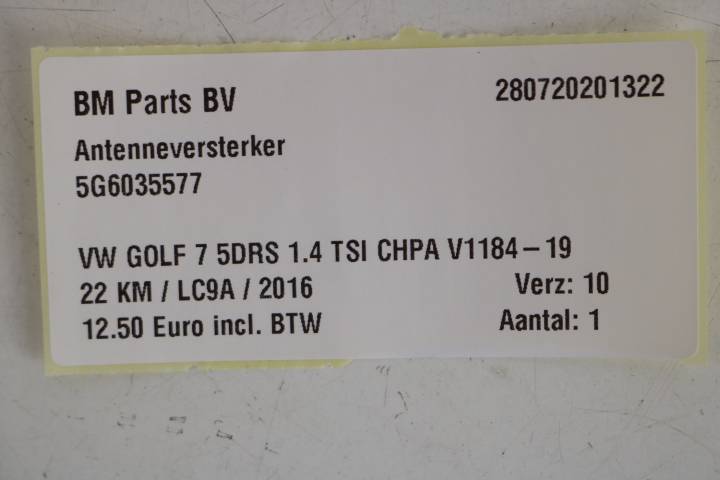 BM Parts BV 280720201322
Antenneversterker
5G6035577
VW GOLF 7 5DRS 1.4 TSI CHPA V1184-19
22 KM / LC9A / 2016 Verz: 10
12.50 Euro incl. BTW Aantal: 1